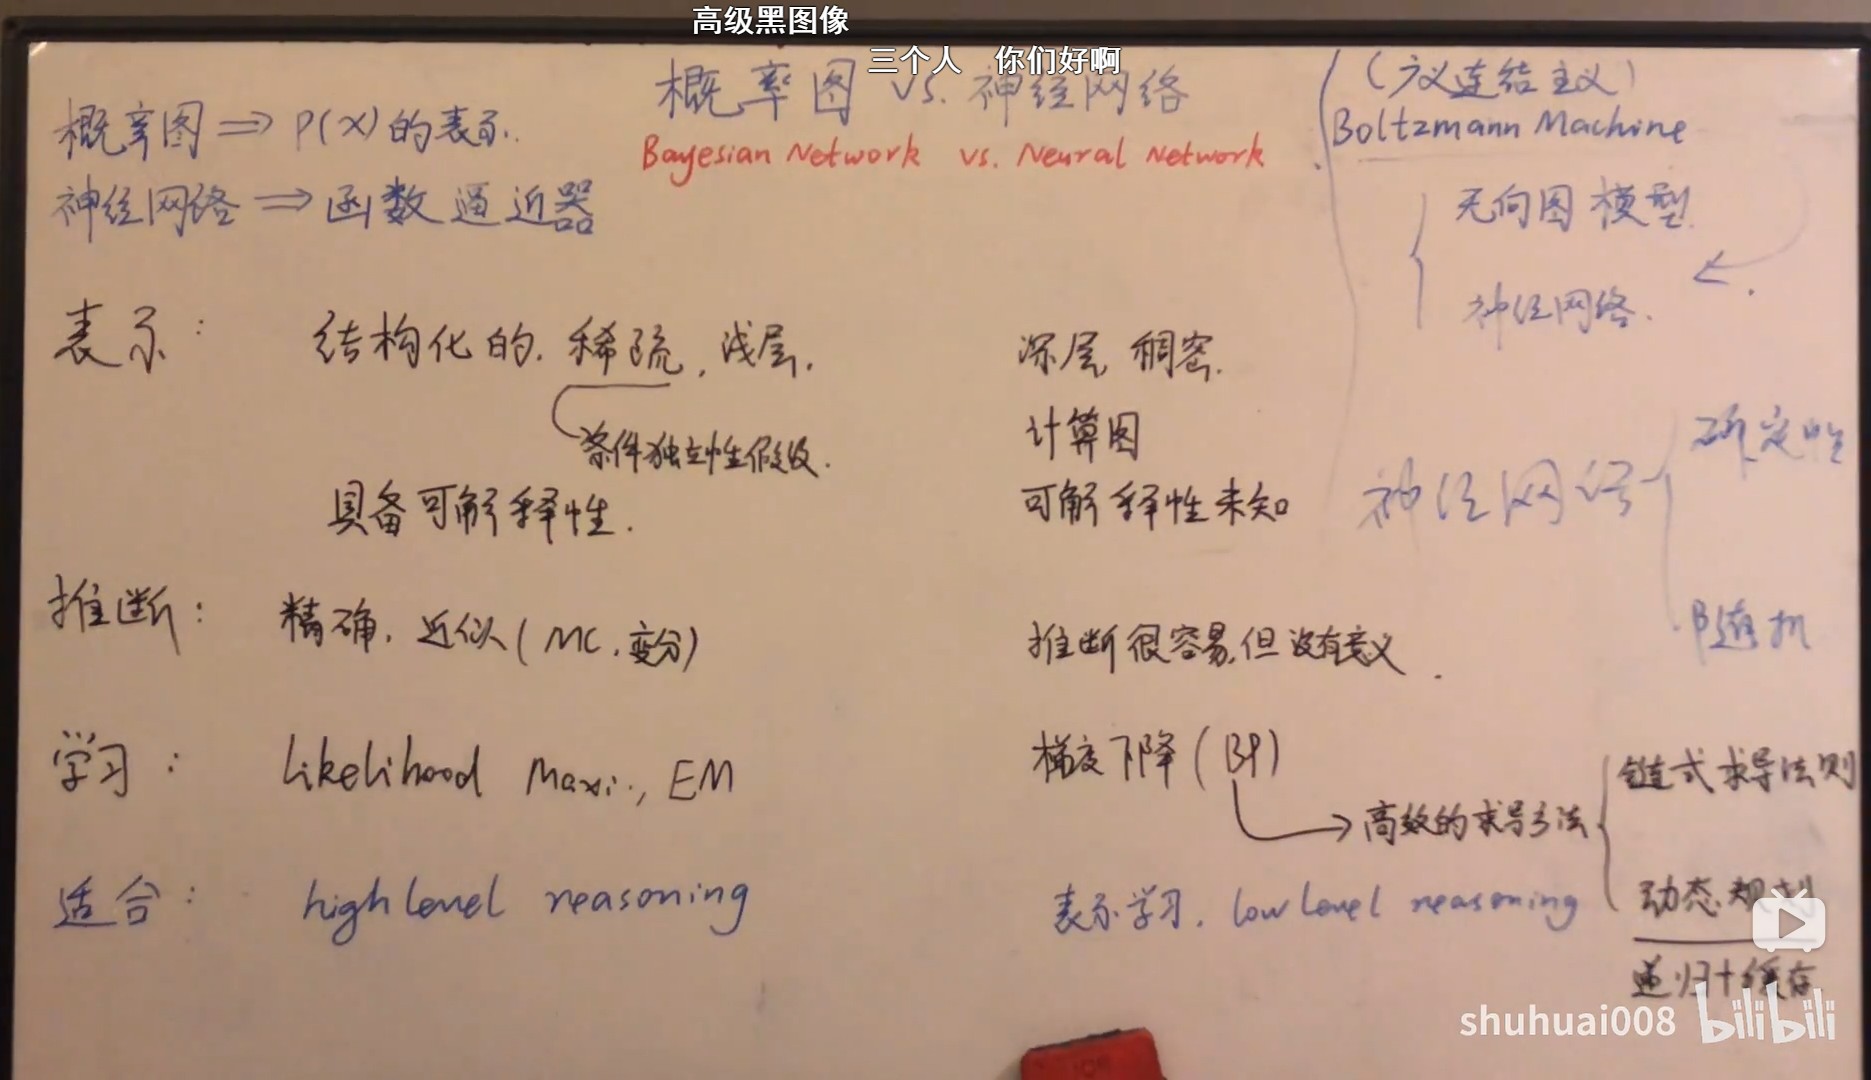 高级黑图像
三个人 你们好啊
概率图 vs. 神经网络
Bayesian Network vs. Neural Network
概率图 ⇒ P(X)的表示.
神经网络 ⇒ 函数逼近器
(广义连结主义)
Boltzmann Machine
无向图模型.
神经网络.
表示: 结构化的. 稀疏, 浅层.
条件独立性假设.
具备可解释性.
深层, 稠密.
计算图
可解释性未知
神经网络
确定性
随机
推断: 精确. 近似(MC. 变分)
推断很容易, 但没有意义.
学习: Likelihood Maxi., EM
梯度下降(BP)
→ 高效的求导方法
链式求导法则
动态规划
递归+缓存
适合: high level reasoning
表示学习. low level reasoning
shuhuai008 bilibili